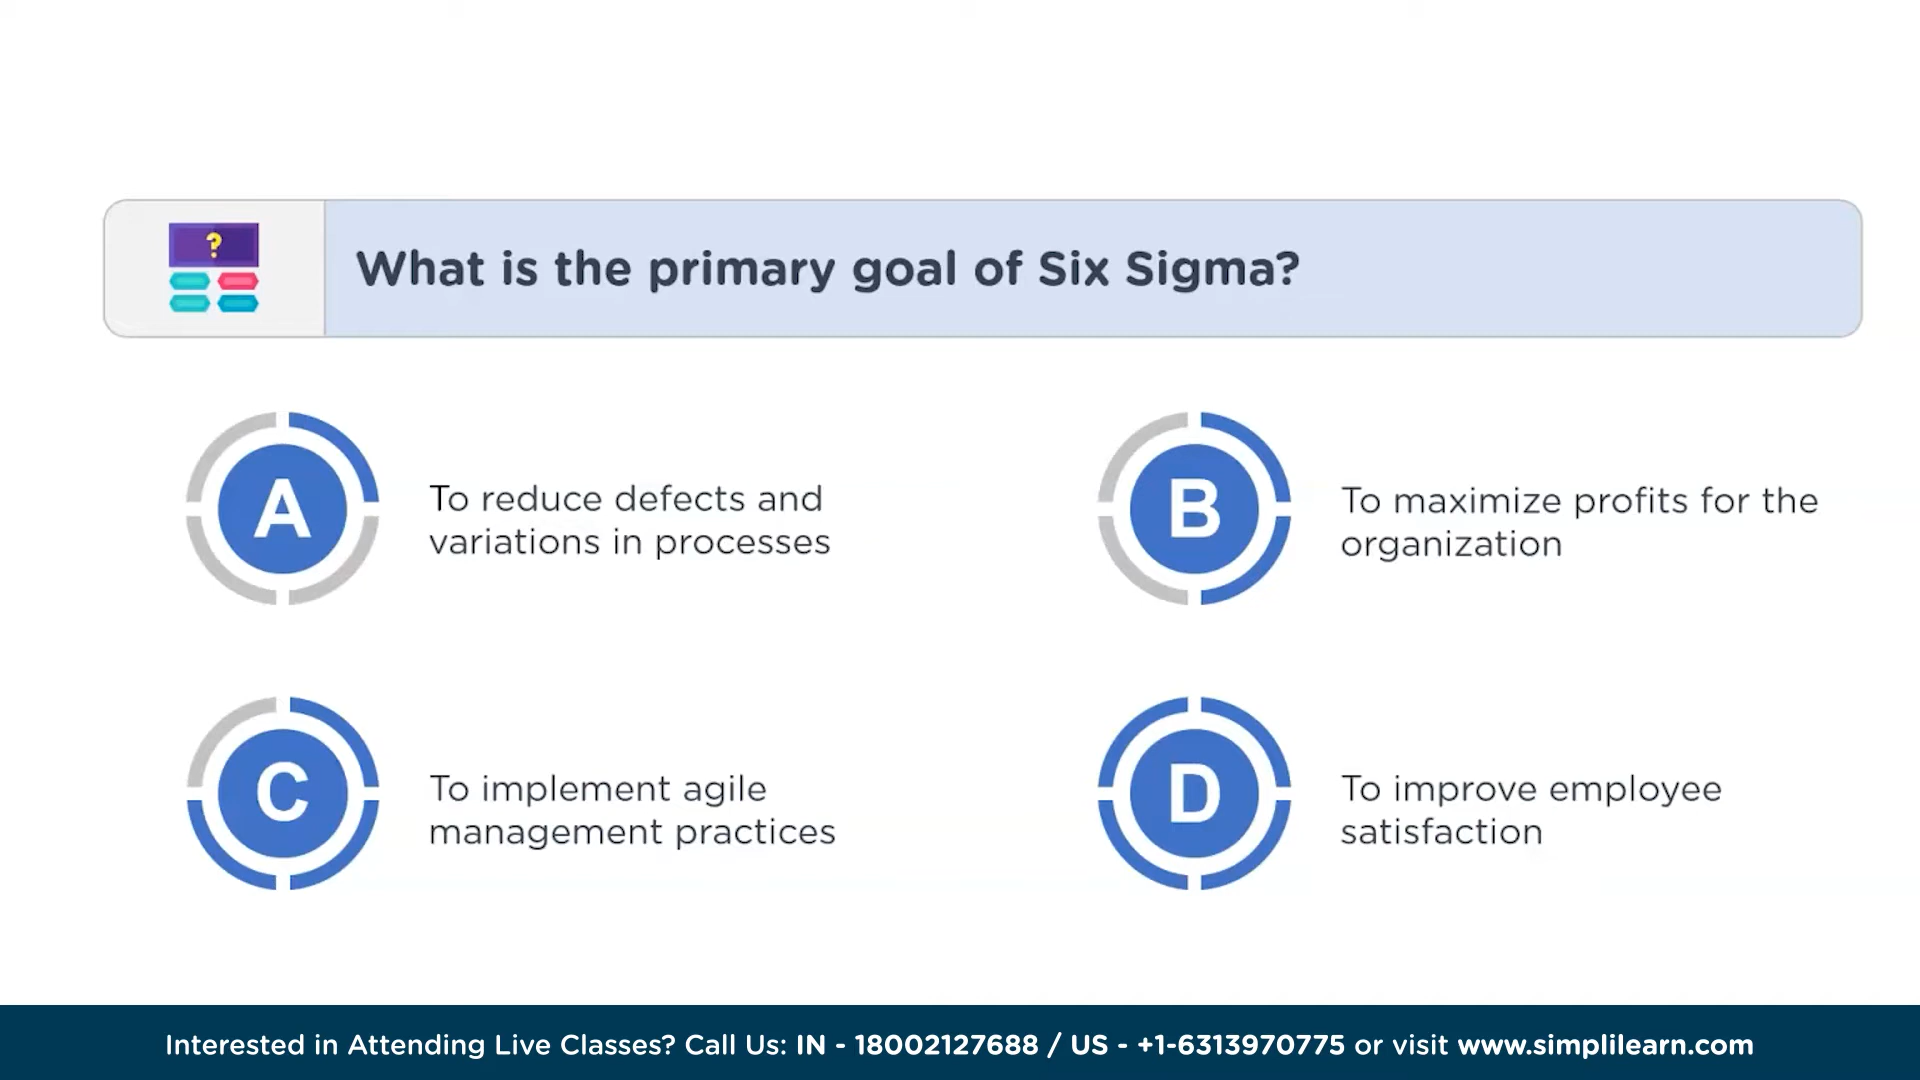 ?
What is the primary goal of Six Sigma?
A
To reduce defects and
variations in processes
B
To maximize profits for the
organization
C
To implement agile
management practices
D
To improve employee
satisfaction
Interested in Attending Live Classes? Call Us: IN - 18002127688 / US - +1-6313970775 or visit www.simplilearn.com